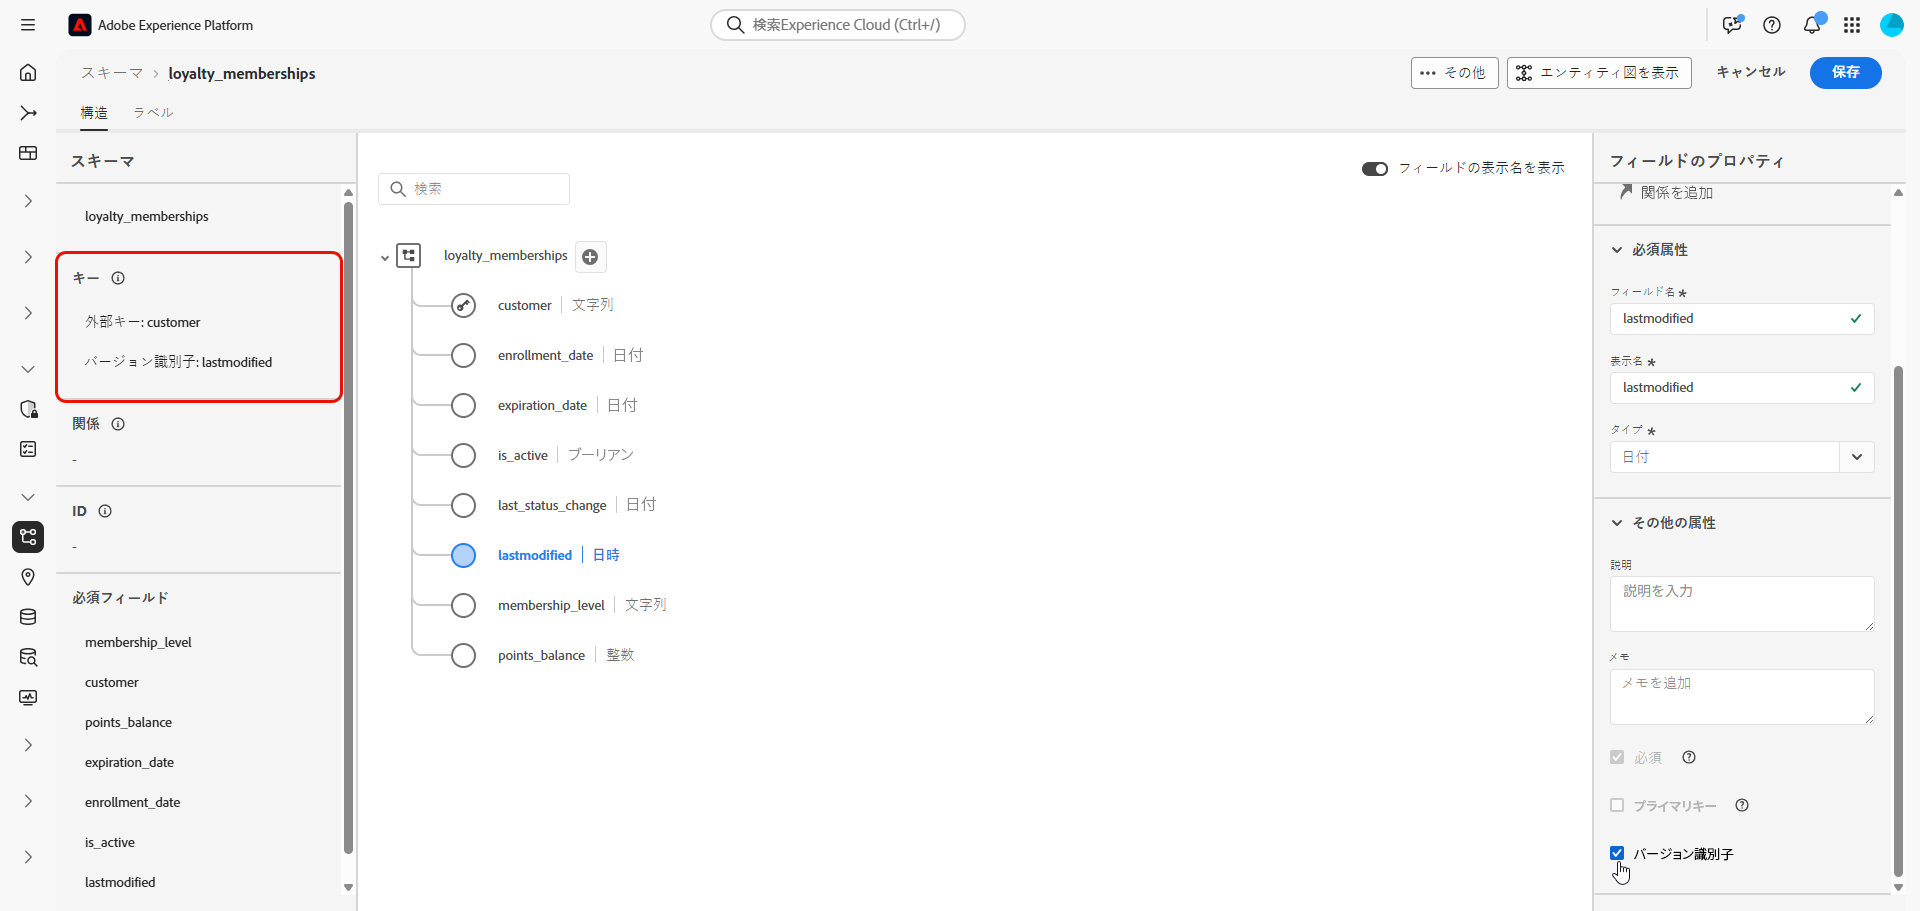 Adobe Experience Platform
検索Experience Cloud (Ctrl+/)
スキーマ > loyalty_memberships
その他
エンティティ図を表示
キャンセル
保存
構造
ラベル
スキーマ
loyalty_memberships
キー
外部キー: customer
バージョン識別子: lastmodified
関係
-
ID
-
必須フィールド
membership_level
customer
points_balance
expiration_date
enrollment_date
is_active
lastmodified
フィールドの表示名を表示
検索
loyalty_memberships
customer | 文字列
enrollment_date | 日付
expiration_date | 日付
is_active | ブーリアン
last_status_change | 日付
lastmodified | 日時
membership_level | 文字列
points_balance | 整数
フィールドのプロパティ
関係を追加
必須属性
フィールド名 *
lastmodified
表示名 *
lastmodified
タイプ *
日付
その他の属性
説明
説明を入力
メモ
メモを追加
必須
プライマリキー
バージョン識別子